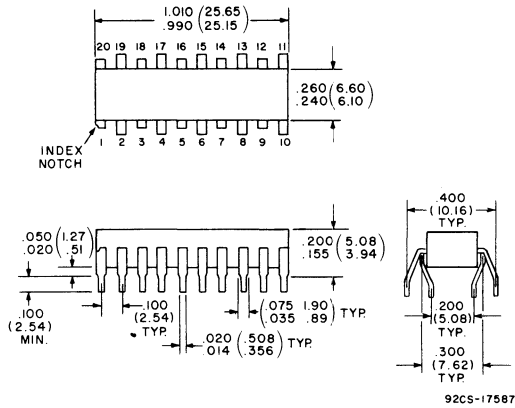 1.010 (25.65)
.990 (25.15)
20 19 18 17 16 15 14 13 12 11
.260 (6.60)
.240 (6.10)
INDEX
NOTCH
1 2 3 4 5 6 7 8 9 10
.400
(10.16)
TYP.
.050 (1.27)
.020 (.51)
.200 (5.08)
.155 (3.94)
.100
(2.54)
MIN.
.100
(2.54)
TYP.
(.075 1.90) TYP.
(.035 .89)
.020 (.508) TYP.
.014 (.356)
.200
(5.08)
TYP.
.300
(7.62)
TYP.
92CS-17587